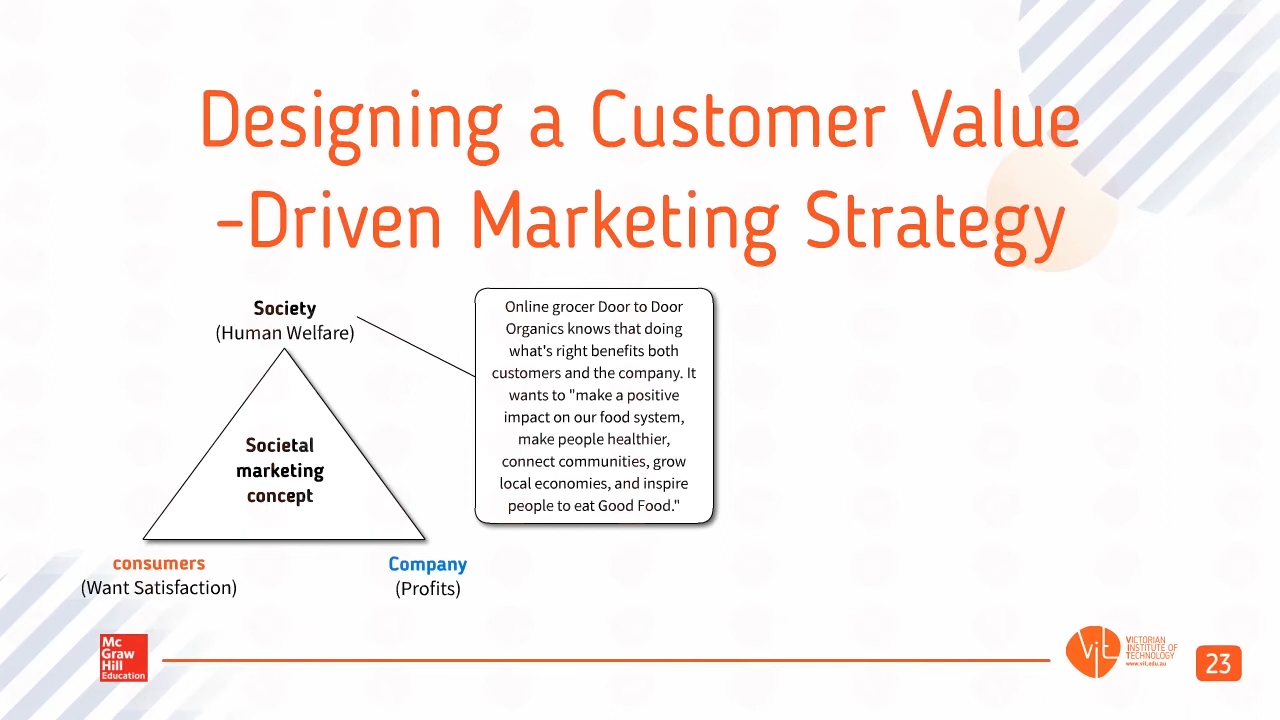 Designing a Customer Value
-Driven Marketing Strategy
Society
(Human Welfare)
Societal
marketing
concept
consumers
(Want Satisfaction)
Company
(Profits)
Online grocer Door to Door
Organics knows that doing
what's right benefits both
customers and the company. It
wants to "make a positive
impact on our food system,
make people healthier,
connect communities, grow
local economies, and inspire
people to eat Good Food."
Mc
Graw
Hill
Education
vit
VICTORIAN
INSTITUTE OF
TECHNOLOGY
www.vit.edu.au
23